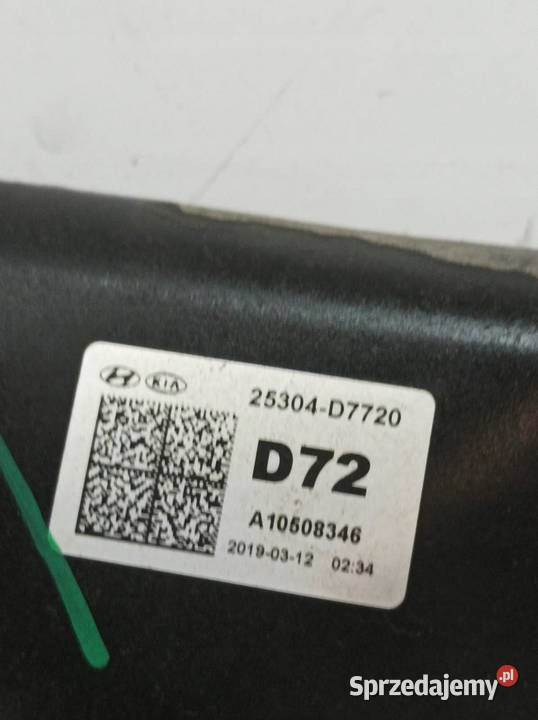 KIA
25304-D7720
D72
A10508346
2019-03-12 02:34
Sprzedajemy.pl